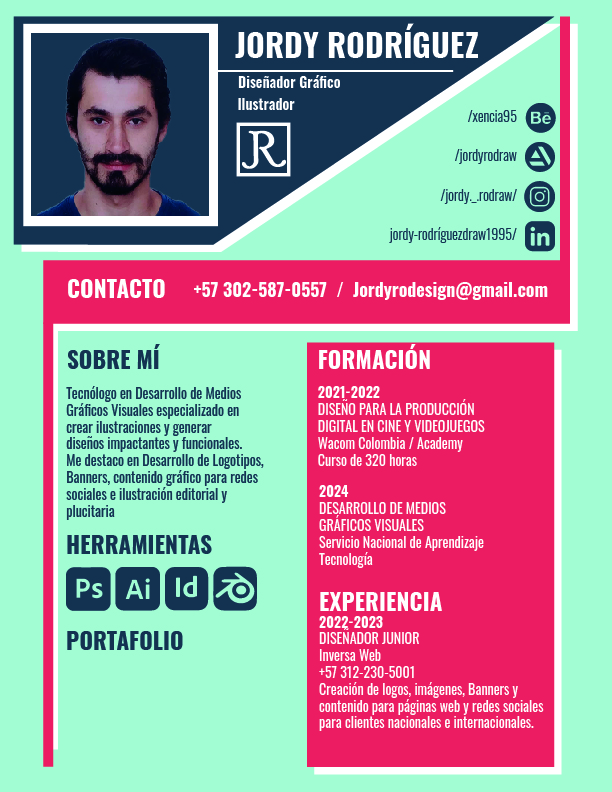 JORDY RODRÍGUEZ
Diseñador Gráfico
Ilustrador
JR
/xencia95 Bē
/jordyrodraw
/jordy._.rodraw/
jordy-rodríguezdraw1995/ in
CONTACTO +57 302-587-0557 / Jordyrodesign@gmail.com
SOBRE MÍ
Tecnólogo en Desarrollo de Medios
Gráficos Visuales especializado en
crear ilustraciones y generar
diseños impactantes y funcionales.
Me destaco en Desarrollo de Logotipos,
Banners, contenido gráfico para redes
sociales e ilustración editorial y
plucitaria
HERRAMIENTAS
Ps Ai Id
PORTAFOLIO
FORMACIÓN
2021-2022
DISEÑO PARA LA PRODUCCIÓN
DIGITAL EN CINE Y VIDEOJUEGOS
Wacom Colombia / Academy
Curso de 320 horas
2024
DESARROLLO DE MEDIOS
GRÁFICOS VISUALES
Servicio Nacional de Aprendizaje
Tecnología
EXPERIENCIA
2022-2023
DISEÑADOR JUNIOR
Inversa Web
+57 312-230-5001
Creación de logos, imágenes, Banners y
contenido para páginas web y redes sociales
para clientes nacionales e internacionales.